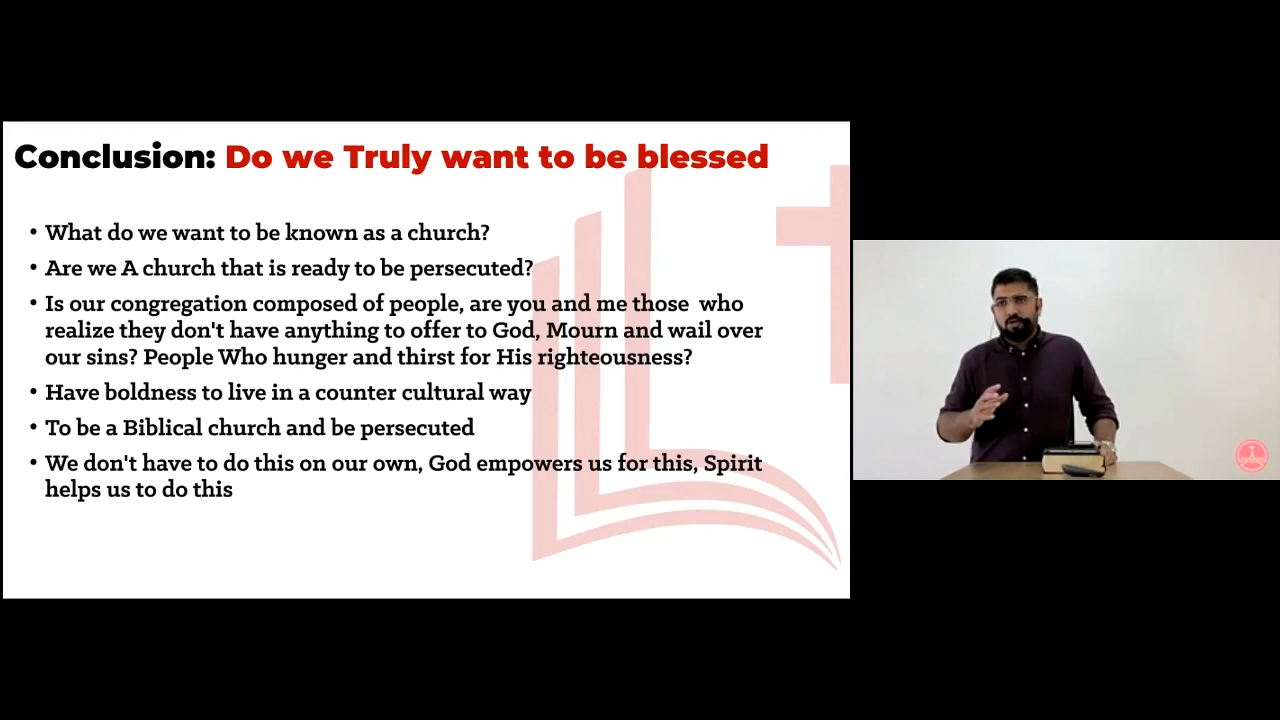 Conclusion: Do we Truly want to be blessed
• What do we want to be known as a church?
• Are we A church that is ready to be persecuted?
• Is our congregation composed of people, are you and me those  who
realize they don't have anything to offer to God, Mourn and wail over
our sins? People Who hunger and thirst for His righteousness?
• Have boldness to live in a counter cultural way
• To be a Biblical church and be persecuted
• We don't have to do this on our own, God empowers us for this, Spirit
helps us to do this